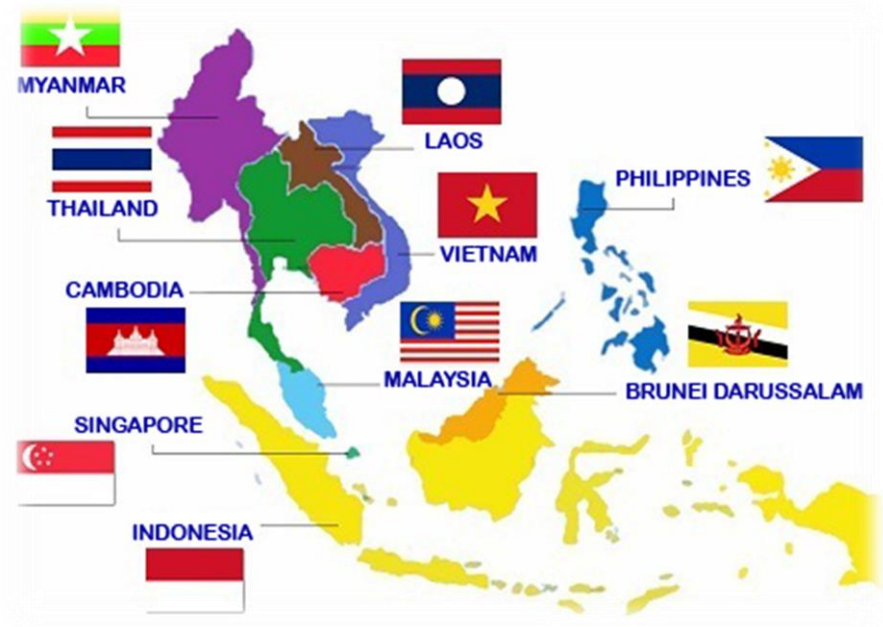 MYANMAR
LAOS
THAILAND
PHILIPPINES
VIETNAM
CAMBODIA
MALAYSIA
BRUNEI DARUSSALAM
SINGAPORE
INDONESIA